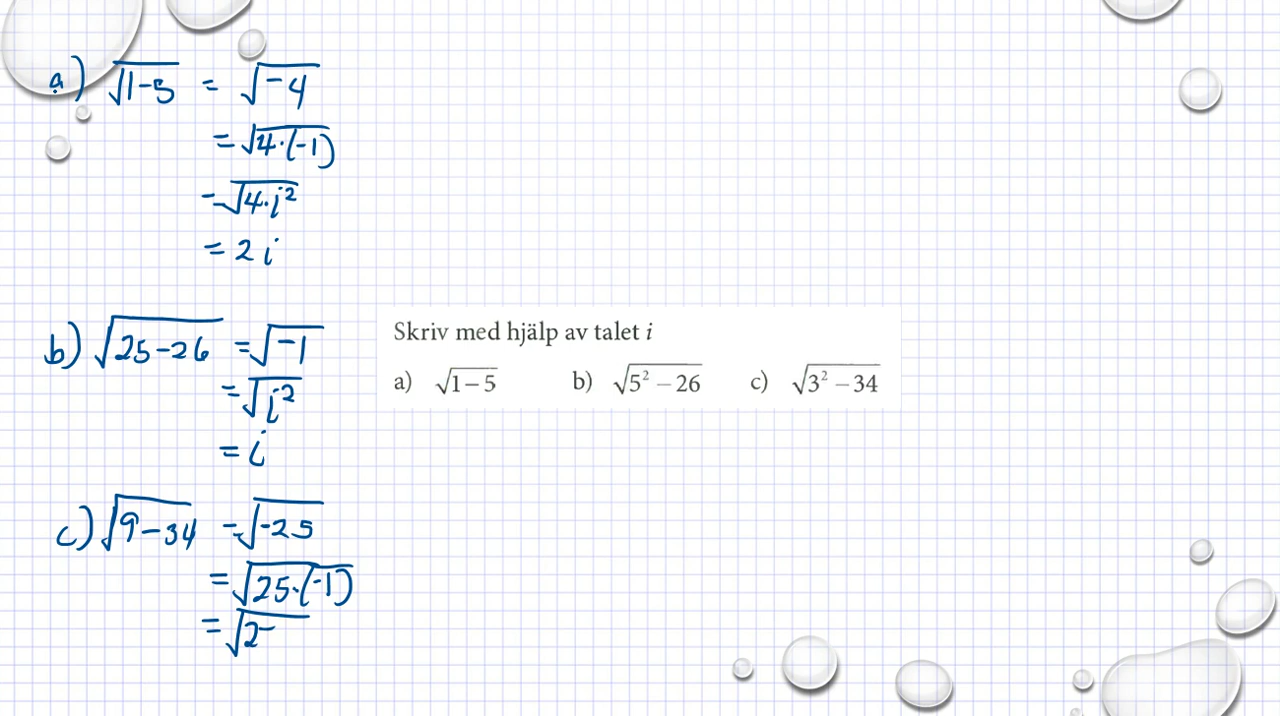 a) √1-5 = √-4
= √4·(-1)
= √4·i²
= 2i
b) √25-26 = √-1
= √i²
= i
c) √9-34 = √-25
= √25·(-1)
= √2
Skriv med hjälp av talet i
a) √1-5 b) √5²-26 c) √3²-34